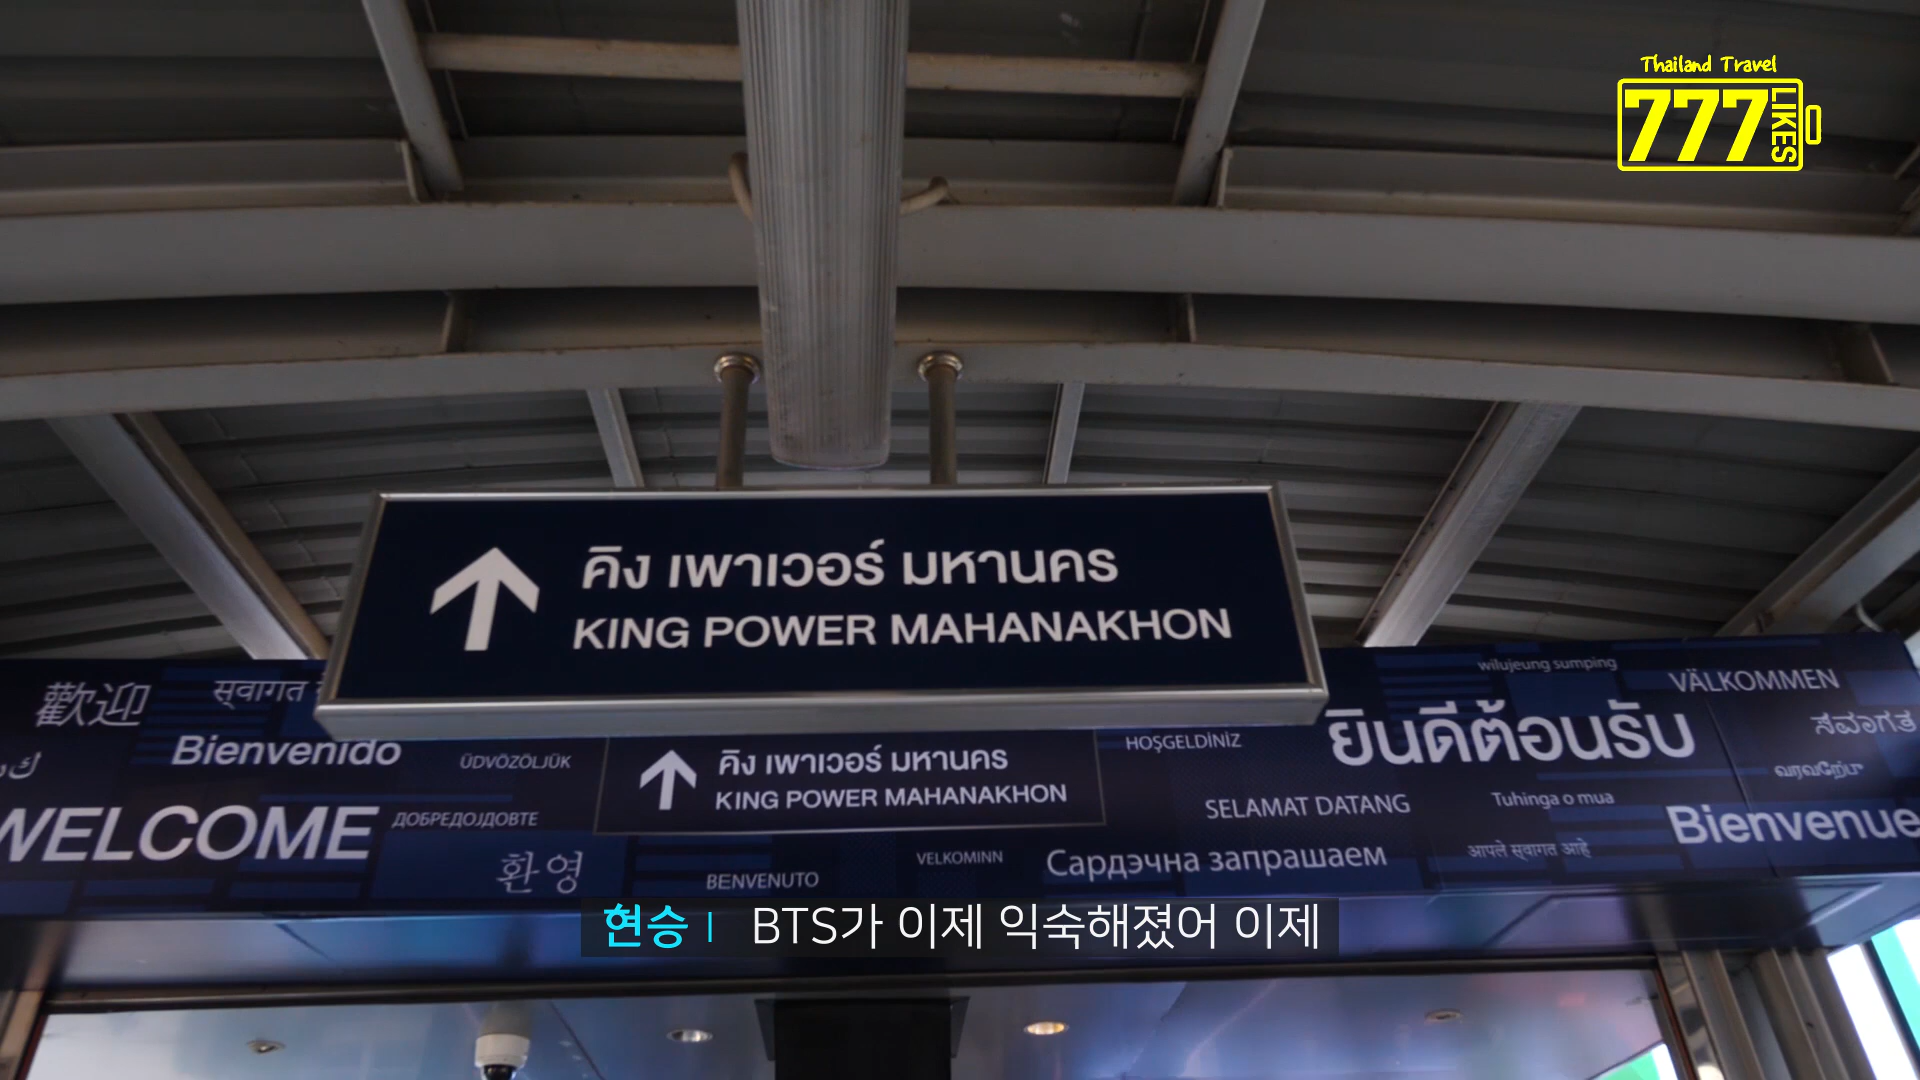 Thailand Travel
777
LIKES
คิง เพาเวอร์ มหานคร
KING POWER MAHANAKHON
wilujeung sumping
VÄLKOMMEN
歡迎
स्वागत
ยินดีต้อนรับ
Bienvenido
ÜDVÖZÖLJÜK
คิง เพาเวอร์ มหานคร
KING POWER MAHANAKHON
HOŞGELDİNİZ
SELAMAT DATANG
Tuhinga o mua
WELCOME
ДОБРЕДОЈДОВТЕ
Bienvenue
환영
BENVENUTO
VELKOMINN
Сардэчна запрашаем
आपले स्वागत आहे
현승 | BTS가 이제 익숙해졌어 이제